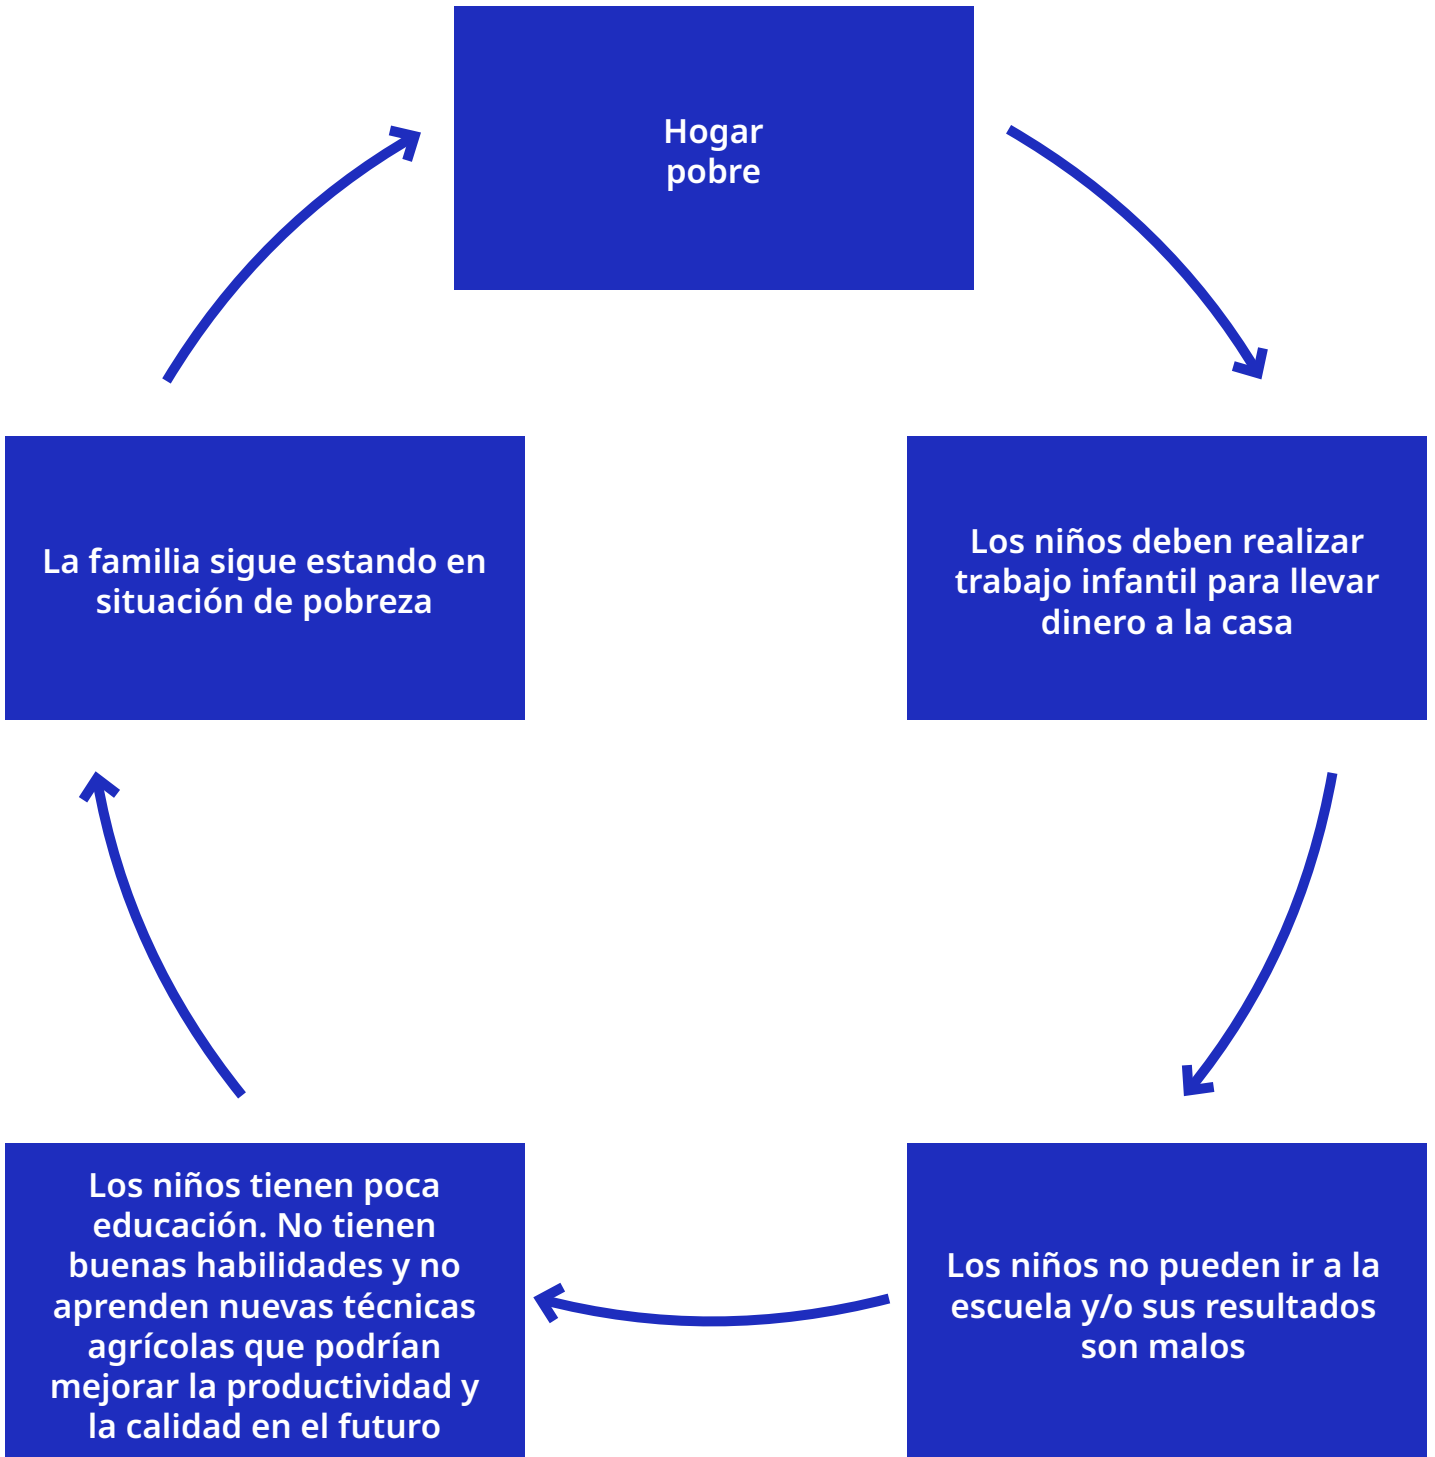 Hogar
pobre
Los niños deben realizar
trabajo infantil para llevar
dinero a la casa
Los niños no pueden ir a la
escuela y/o sus resultados
son malos
Los niños tienen poca
educación. No tienen
buenas habilidades y no
aprenden nuevas técnicas
agrícolas que podrían
mejorar la productividad y
la calidad en el futuro
La familia sigue estando en
situación de pobreza